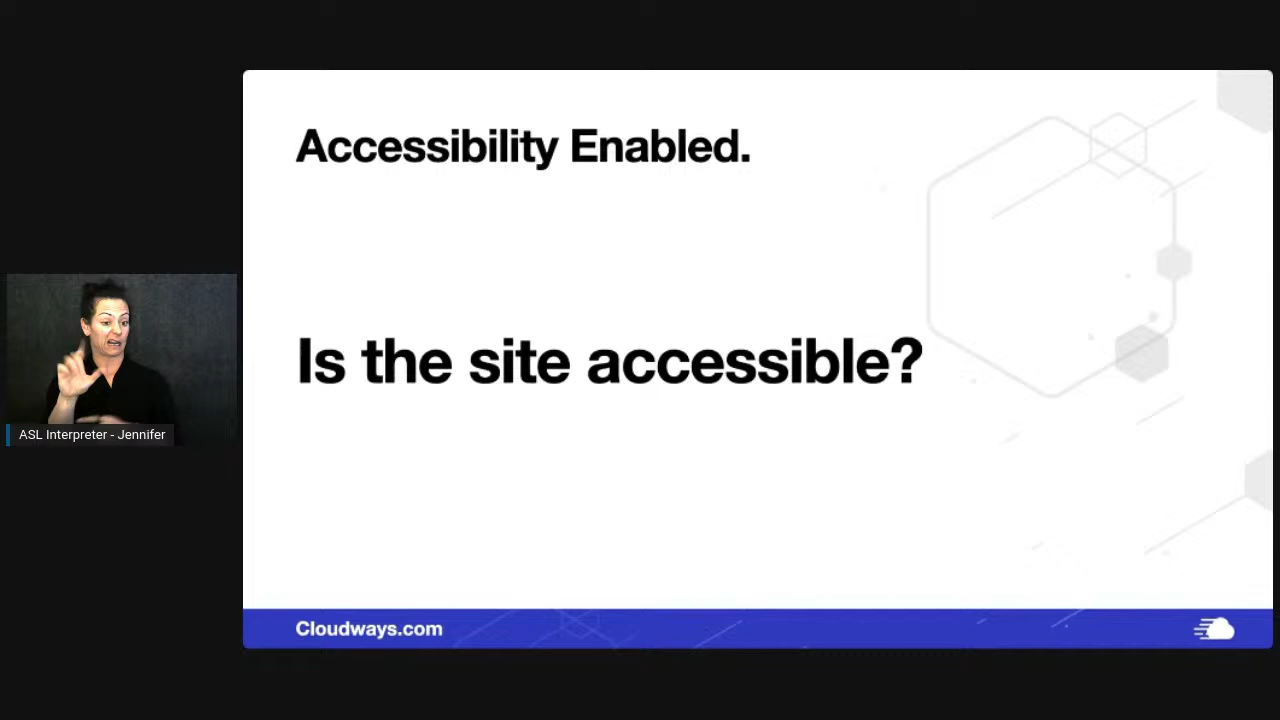 Accessibility Enabled.
Is the site accessible?
ASL Interpreter - Jennifer
Cloudways.com